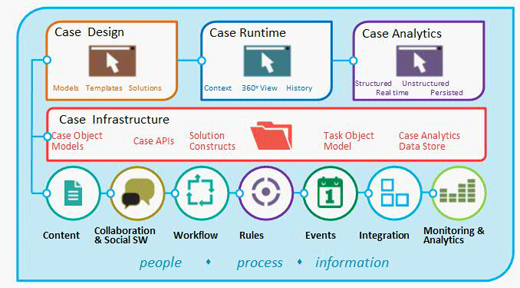 Case Design
Case Runtime
Case Analytics
Models Templates Solutions
Context 360º View History
Structured Unstructured
Real time Persisted
Case Infrastructure
Case Object
Models
Case APIs
Solution
Constructs
Task Object
Model
Case Analytics
Data Store
1
Content
Collaboration
& Social SW
Workflow
Rules
Events
Integration
Monitoring &
Analytics
people ♦ process ♦ information